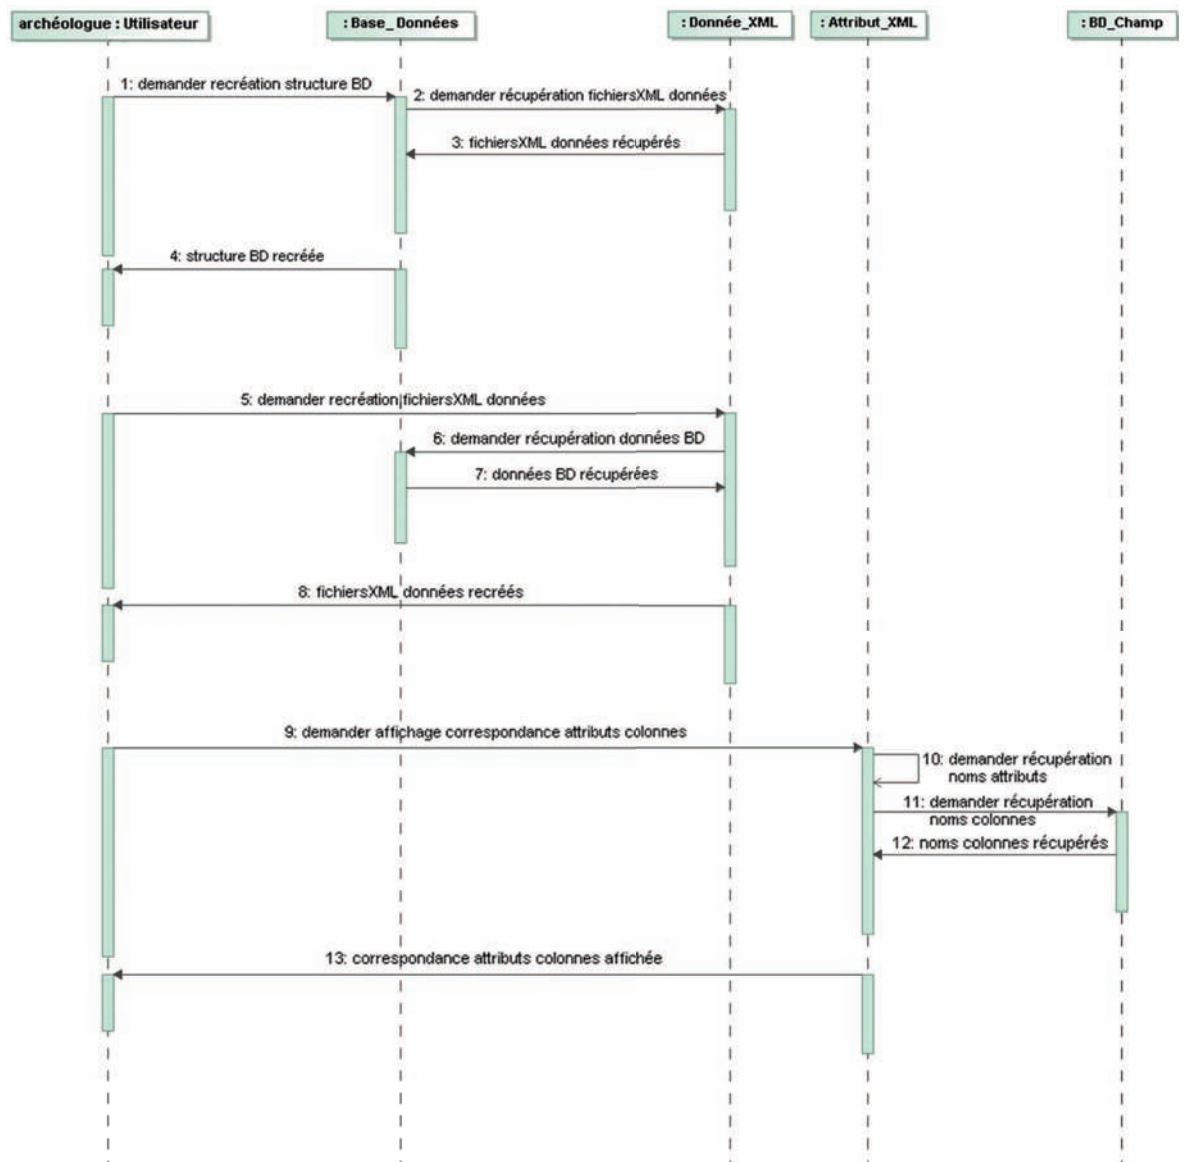 archéologue : Utilisateur
: Base_Données
: Donnée_XML
: Attribut_XML
: BD_Champ
1: demander recréation structure BD
2: demander récupération fichiersXML données
3: fichiersXML données récupérés
4: structure BD recréée
5: demander recréation fichiersXML données
6: demander récupération données BD
7: données BD récupérées
8: fichiersXML données recréés
9: demander affichage correspondance attributs colonnes
10: demander récupération
noms attributs
11: demander récupération
noms colonnes
12: noms colonnes récupérés
13: correspondance attributs colonnes affichée